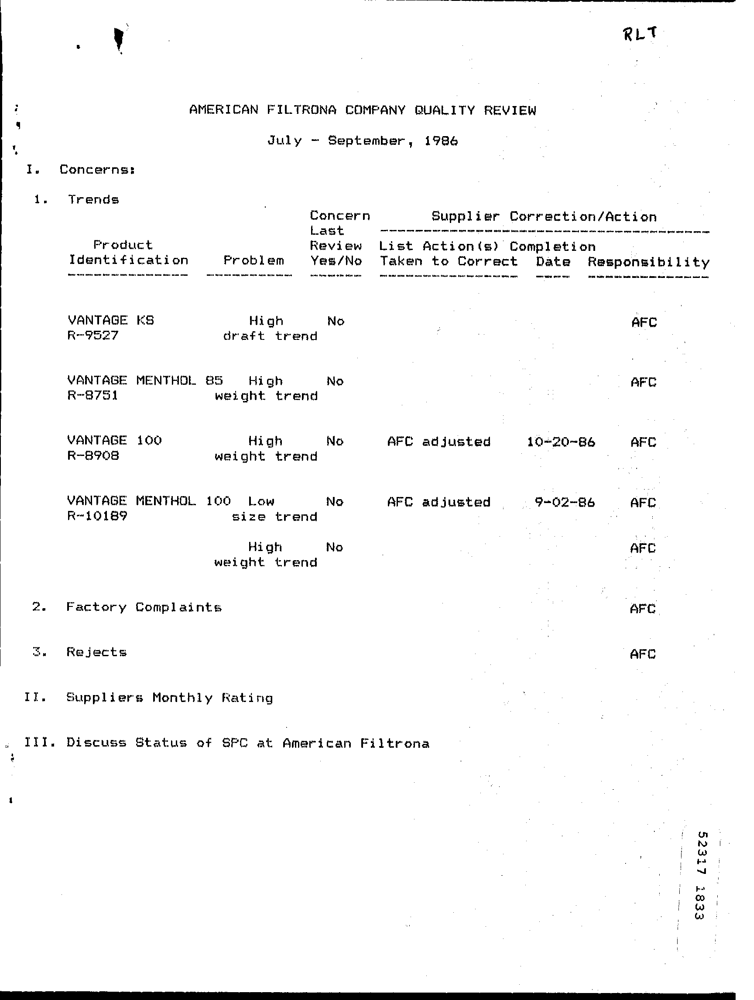 RLT
AMERICAN FILTRONA COMPANY QUALITY REVIEW
July - September, 1986
I. Concerns:
1. Trends
Concern Supplier Correction/Action
Last ---------------------------------------
Product Review List Action(s) Completion
Identification Problem Yes/No Taken to Correct Date Responsibility
-------------- ---------- ------ ---------------- ---- --------------
VANTAGE KS High No AFC
R-9527 draft trend
VANTAGE MENTHOL 85 High No AFC
R-8751 weight trend
VANTAGE 100 High No AFC adjusted 10-20-86 AFC
R-8908 weight trend
VANTAGE MENTHOL 100 Low No AFC adjusted 9-02-86 AFC
R-10189 size trend
High No AFC
weight trend
2. Factory Complaints AFC
3. Rejects AFC
II. Suppliers Monthly Rating
III. Discuss Status of SPC at American Filtrona
52317 1833